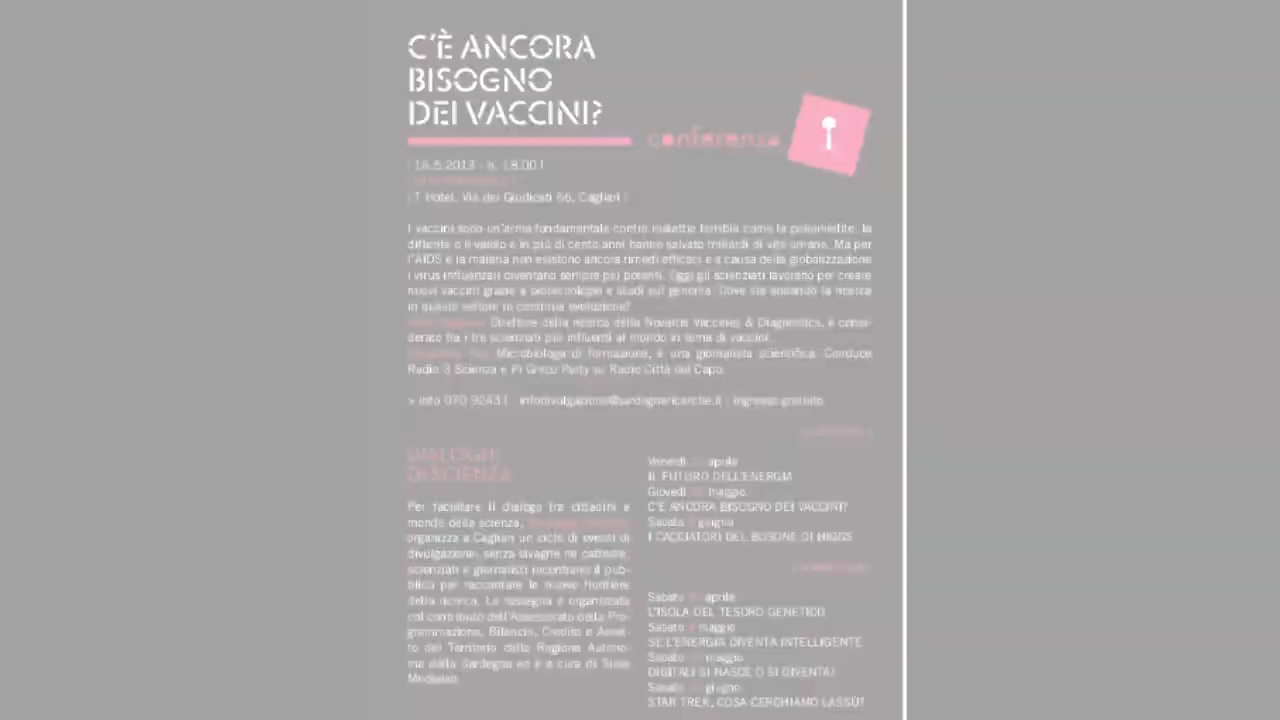 C'È ANCORA
BISOGNO
DEI VACCINI?
conferenza
| 16.5.2013 - h. 18.00 |
| T Hotel, Via dei Giudicati 66, Cagliari |
I vaccini sono un'arma fondamentale contro malattie terribili come la poliomielite, la
difterite o il vaiolo e in più di cento anni hanno salvato miliardi di vite umane. Ma per
l'AIDS e la malaria non esistono ancora rimedi efficaci e a causa della globalizzazione
i virus influenzali diventano sempre più potenti. Oggi gli scienziati lavorano per creare
nuovi vaccini grazie a biotecnologie e studi sul genoma. Dove sta andando la ricerca
in questo settore in continua evoluzione?
Direttore della ricerca della Novartis Vaccines & Diagnostics, è consi-
derato fra i tre scienziati più influenti al mondo in tema di vaccini.
Microbiologa di formazione, è una giornalista scientifica. Conduce
Radio 3 Scienza e Pi Greco Party su Radio Città del Capo.
> info 070 9243 1 infodivulgazione@sardegnaricerche.it | ingresso gratuito
DIALOGHI
DI SCIENZA
Per facilitare il dialogo tra cittadini e
mondo della scienza,
organizza a Cagliari un ciclo di eventi di
divulgazione, senza lavagne né cattedre:
scienziati e giornalisti incontrano il pub-
blico per raccontare le nuove frontiere
della ricerca. La rassegna è organizzata
col contributo dell'Assessorato della Pro-
grammazione, Bilancio, Credito e Asset-
to del Territorio della Regione Autono-
ma della Sardegna ed è a cura di
Venerdì aprile
IL FUTURO DELL'ENERGIA
Giovedì maggio
C'È ANCORA BISOGNO DEI VACCINI?
Sabato giugno
I CACCIATORI DEL BOSONE DI HIGGS
Sabato aprile
L'ISOLA DEL TESORO GENETICO
Sabato maggio
SE L'ENERGIA DIVENTA INTELLIGENTE
Sabato maggio
DIGITALI SI NASCE O SI DIVENTA?
Sabato giugno
STAR TREK, COSA CERCHIAMO LASSÙ?